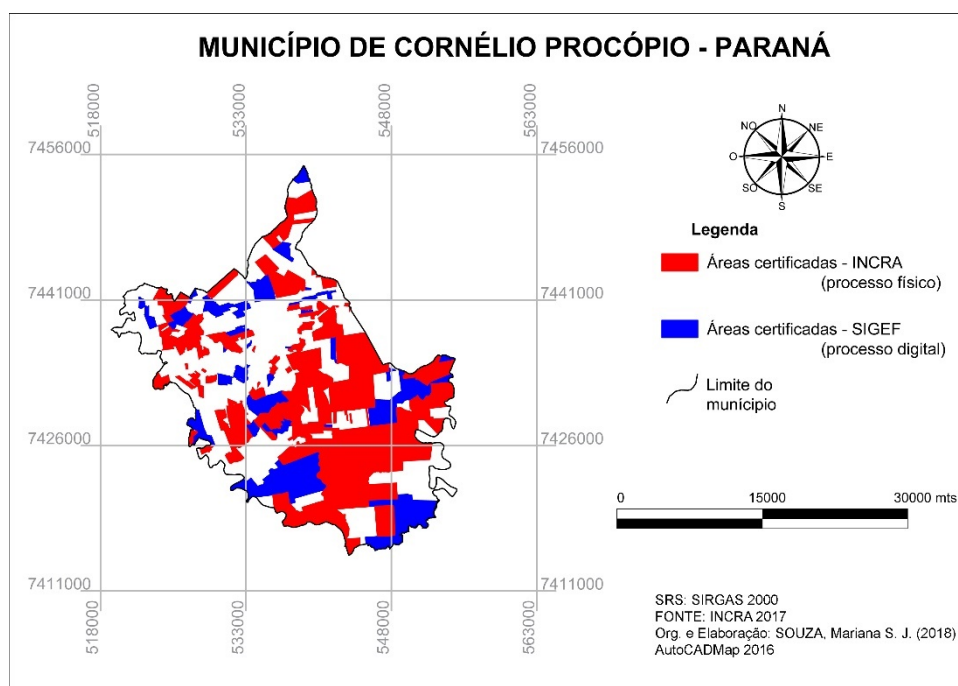 MUNICÍPIO DE CORNÉLIO PROCÓPIO - PARANÁ
518000
533000
548000
563000
7456000
7456000
N
NO
NE
O
E
SO
SE
S
Legenda
Áreas certificadas - INCRA
(processo físico)
7441000
7441000
Áreas certificadas - SIGEF
(processo digital)
Limite do
munícipio
7426000
7426000
0
15000
30000 mts
7411000
7411000
518000
533000
548000
563000
SRS: SIRGAS 2000
FONTE: INCRA 2017
Org. e Elaboração: SOUZA, Mariana S. J. (2018)
AutoCADMap 2016